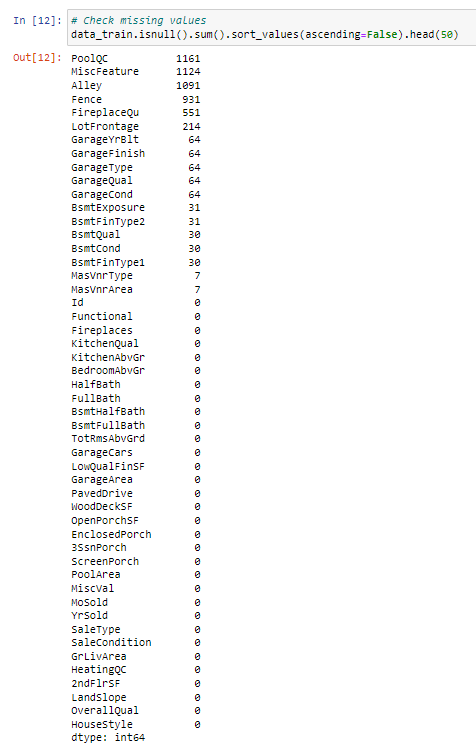 In [12]: # Check missing values
data_train.isnull().sum().sort_values(ascending=False).head(50)
Out[12]: PoolQC 1161
MiscFeature 1124
Alley 1091
Fence 931
FireplaceQu 551
LotFrontage 214
GarageYrBlt 64
GarageFinish 64
GarageType 64
GarageQual 64
GarageCond 64
BsmtExposure 31
BsmtFinType2 31
BsmtQual 30
BsmtCond 30
BsmtFinType1 30
MasVnrType 7
MasVnrArea 7
Id 0
Functional 0
Fireplaces 0
KitchenQual 0
KitchenAbvGr 0
BedroomAbvGr 0
HalfBath 0
FullBath 0
BsmtHalfBath 0
BsmtFullBath 0
TotRmsAbvGrd 0
GarageCars 0
LowQualFinSF 0
GarageArea 0
PavedDrive 0
WoodDeckSF 0
OpenPorchSF 0
EnclosedPorch 0
3SsnPorch 0
ScreenPorch 0
PoolArea 0
MiscVal 0
MoSold 0
YrSold 0
SaleType 0
SaleCondition 0
GrLivArea 0
HeatingQC 0
2ndFlrSF 0
LandSlope 0
OverallQual 0
HouseStyle 0
dtype: int64